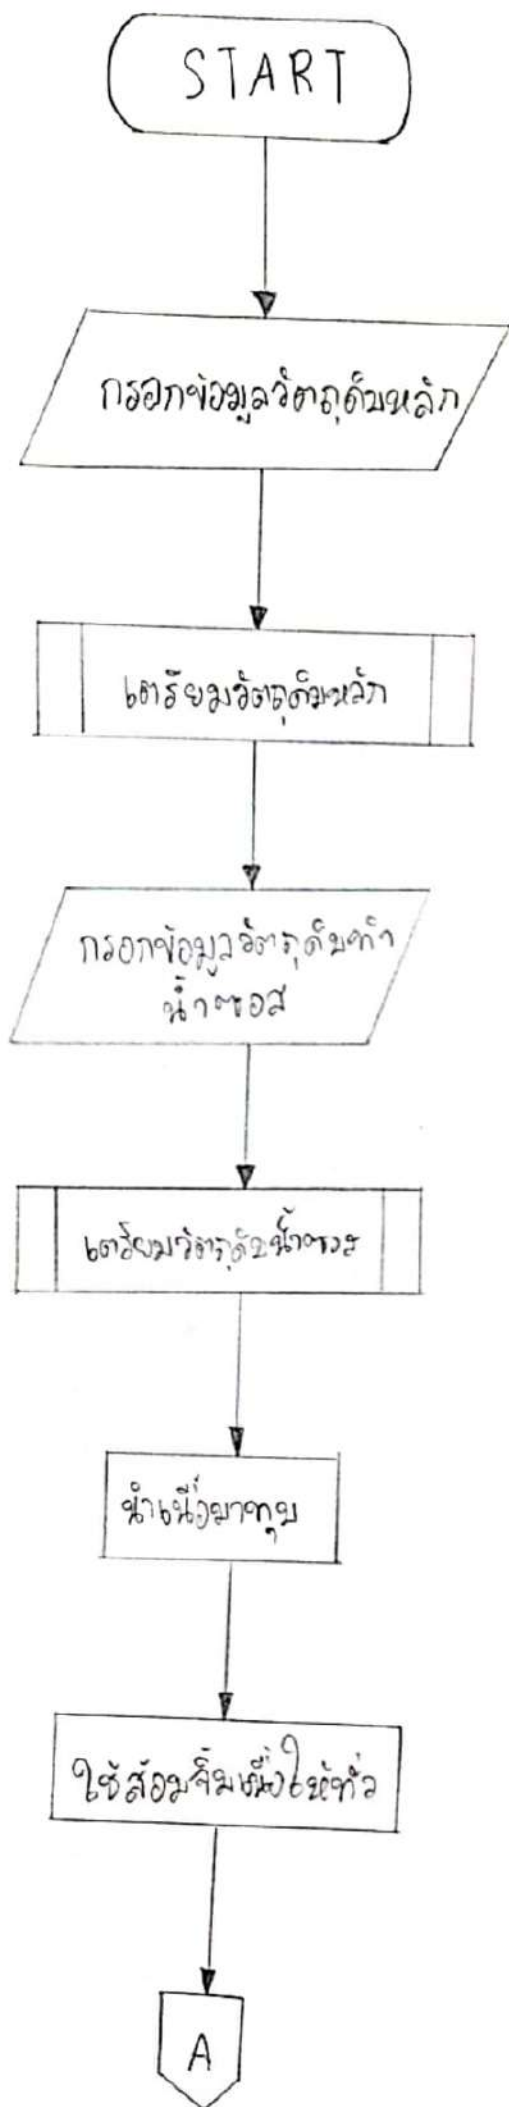 START
กรอกข้อมูลวัตถุดิบหลัก
เตรียมวัตถุดิบหลัก
กรอกข้อมูลวัตถุดิบทำ
น้ำซอส
เตรียมวัตถุดิบน้ำซอส
นำเนื้อมาทุบ
ใช้ส้อมจิ้มเนื้อให้ทั่ว
A